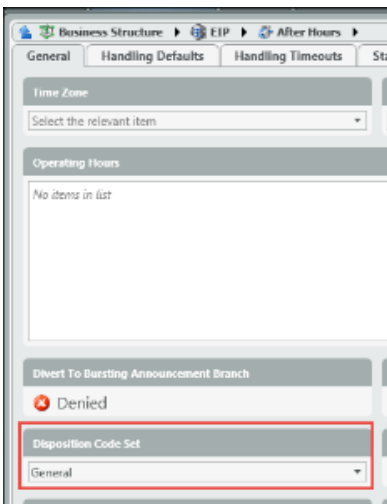 Business Structure EIP After Hours
General Handling Defaults Handling Timeouts
Time Zone
Select the relevant item
Operating Hours
No items in list
Divert To Bursting Announcement Branch
Denied
Disposition Code Set
General